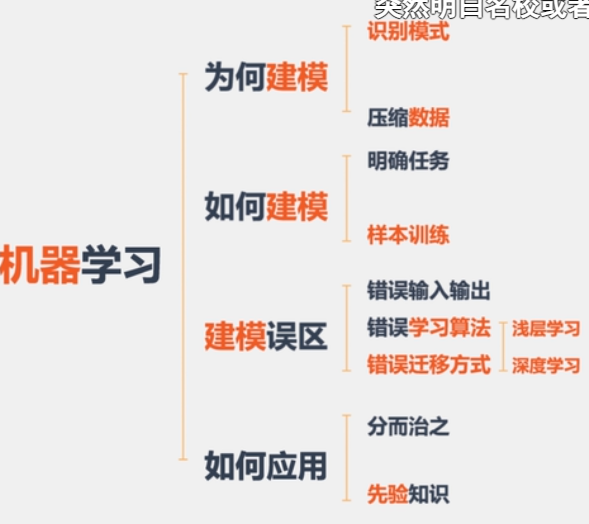 突然明白名校或者
机器学习
为何建模
识别模式
压缩数据
如何建模
明确任务
样本训练
建模误区
错误输入输出
错误学习算法
错误迁移方式
浅层学习
深度学习
如何应用
分而治之
先验知识